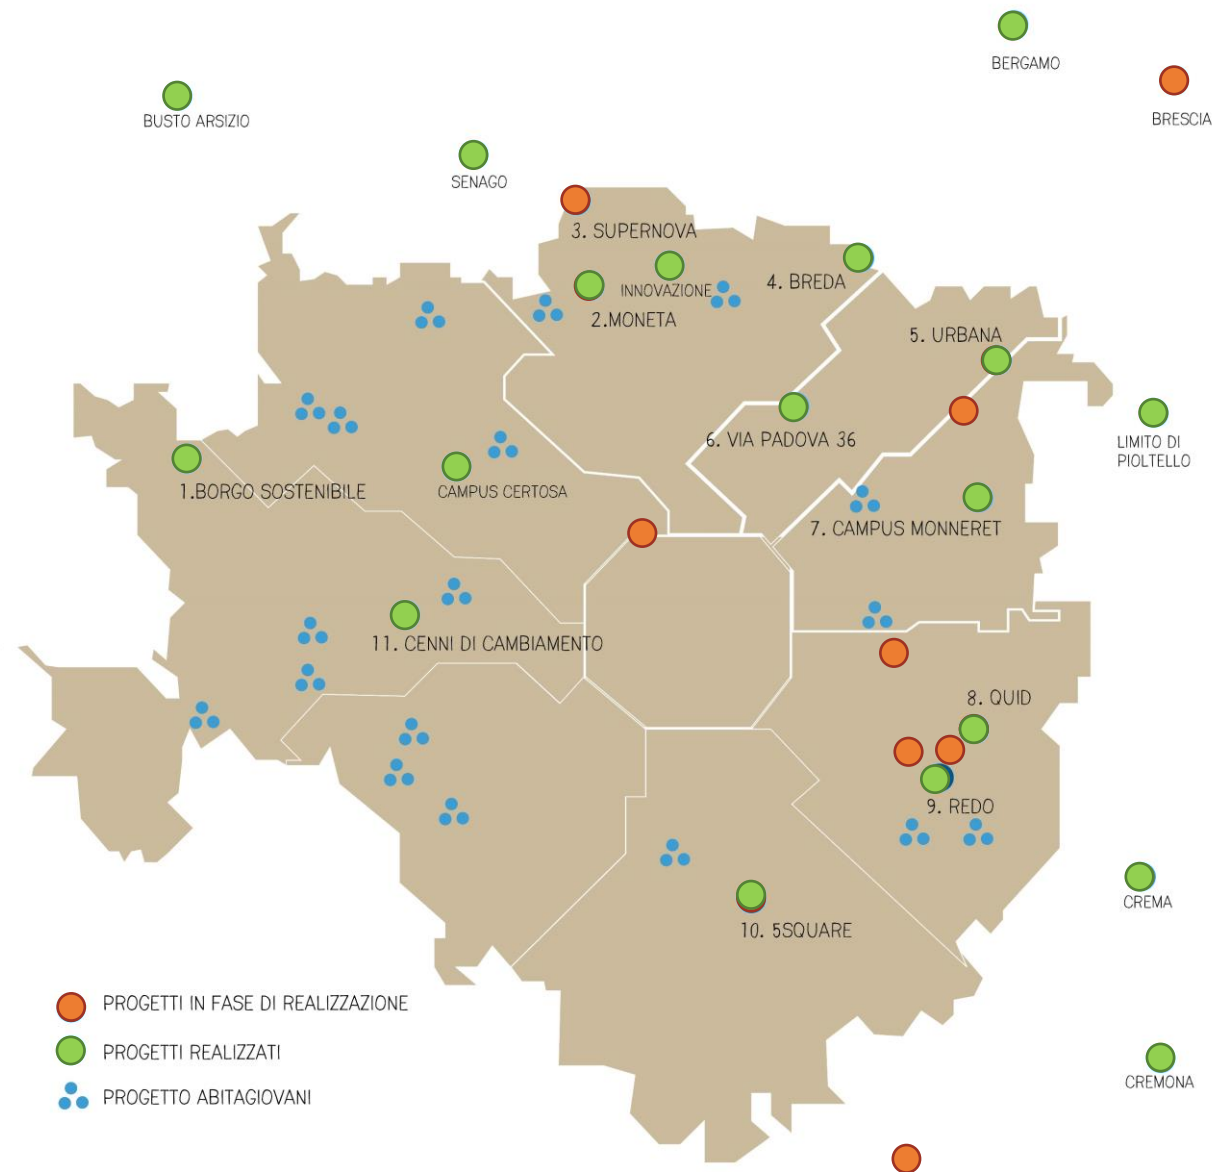 BERGAMO
BRESCIA
BUSTO ARSIZIO
SENAGO
3. SUPERNOVA
4. BREDA
INNOVAZIONE
2.MONETA
5. URBANA
6. VIA PADOVA 36
LIMITO DI
PIOLTELLO
1.BORGO SOSTENIBILE
CAMPUS CERTOSA
7. CAMPUS MONNERET
11. CENNI DI CAMBIAMENTO
8. QUID
9. REDO
CREMA
10. 5SQUARE
PROGETTI IN FASE DI REALIZZAZIONE
PROGETTI REALIZZATI
CREMONA
PROGETTO ABITAGIOVANI